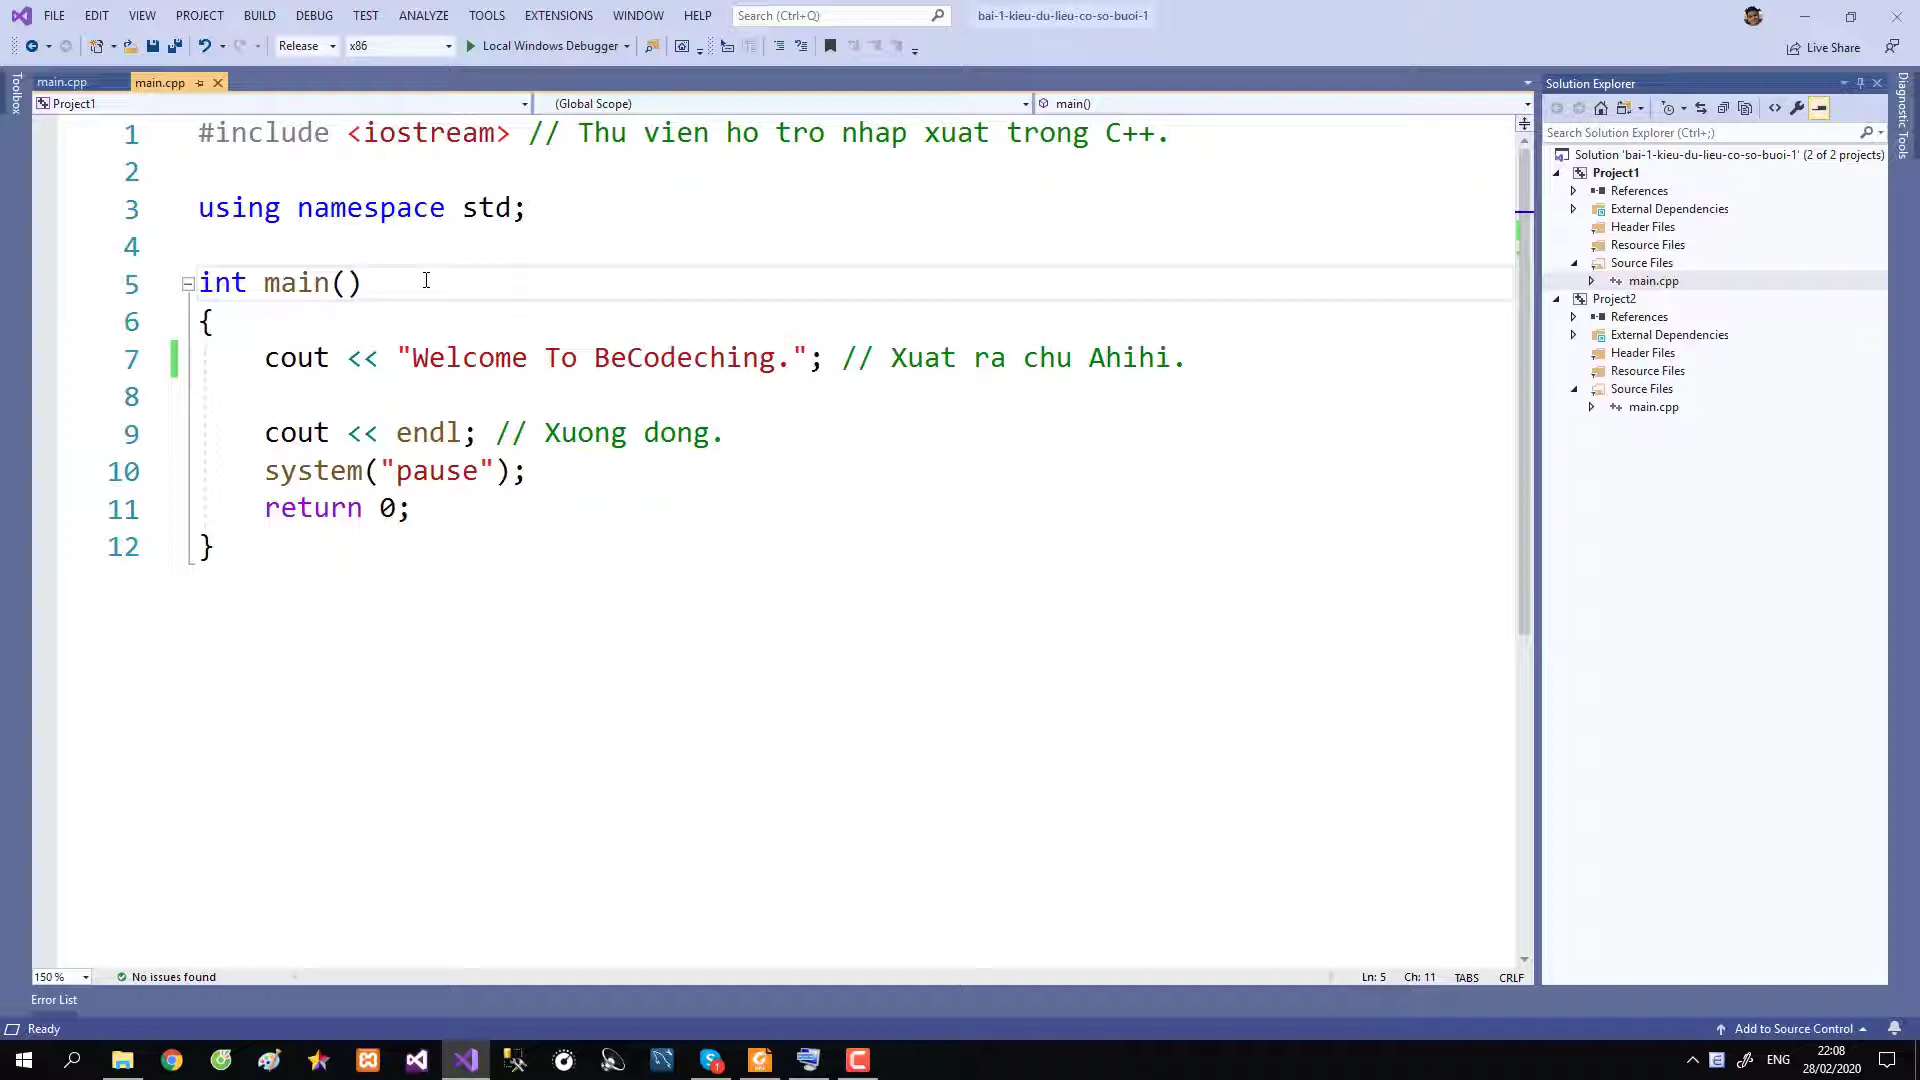 FILE EDIT VIEW PROJECT BUILD DEBUG TEST ANALYZE TOOLS EXTENSIONS WINDOW HELP Search (Ctrl+Q) bai-1-kieu-du-lieu-co-so-buoi-1
Release x86 Local Windows Debugger Live Share
Toolbox
main.cpp main.cpp
Project1 (Global Scope) main()
1 #include <iostream> // Thu vien ho tro nhap xuat trong C++.
2
3 using namespace std;
4
5 int main()
6 {
7 cout << "Welcome To BeCodeching."; // Xuat ra chu Ahihi.
8
9 cout << endl; // Xuong dong.
10 system("pause");
11 return 0;
12 }
150 % No issues found Ln: 5 Ch: 11 TABS CRLF
Solution Explorer
Search Solution Explorer (Ctrl+;)
Solution 'bai-1-kieu-du-lieu-co-so-buoi-1' (2 of 2 projects)
Project1
References
External Dependencies
Header Files
Resource Files
Source Files
main.cpp
Project2
References
External Dependencies
Header Files
Resource Files
Source Files
main.cpp
Diagnostic Tools
Error List
Ready Add to Source Control
ENG 22:08
28/02/2020